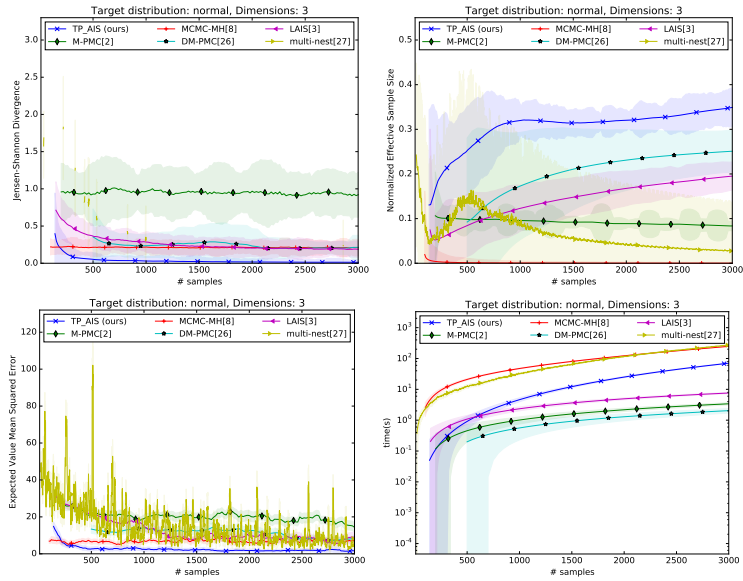 Target distribution: normal, Dimensions: 3
TP_AIS (ours) MCMC-MH[8] LAIS[3]
M-PMC[2] DM-PMC[26] multi-nest[27]
Jensen-Shannon Divergence
3.0
2.5
2.0
1.5
1.0
0.5
0.0
500 1000 1500 2000 2500 3000
# samples
Target distribution: normal, Dimensions: 3
TP_AIS (ours) MCMC-MH[8] LAIS[3]
M-PMC[2] DM-PMC[26] multi-nest[27]
Normalized Effective Sample Size
0.5
0.4
0.3
0.2
0.1
0.0
500 1000 1500 2000 2500 3000
# samples
Target distribution: normal, Dimensions: 3
TP_AIS (ours) MCMC-MH[8] LAIS[3]
M-PMC[2] DM-PMC[26] multi-nest[27]
Expected Value Mean Squared Error
120
100
80
60
40
20
0
500 1000 1500 2000 2500 3000
# samples
Target distribution: normal, Dimensions: 3
TP_AIS (ours) MCMC-MH[8] LAIS[3]
M-PMC[2] DM-PMC[26] multi-nest[27]
time(s)
10^3
10^2
10^1
10^0
10^-1
10^-2
10^-3
10^-4
500 1000 1500 2000 2500 3000
# samples